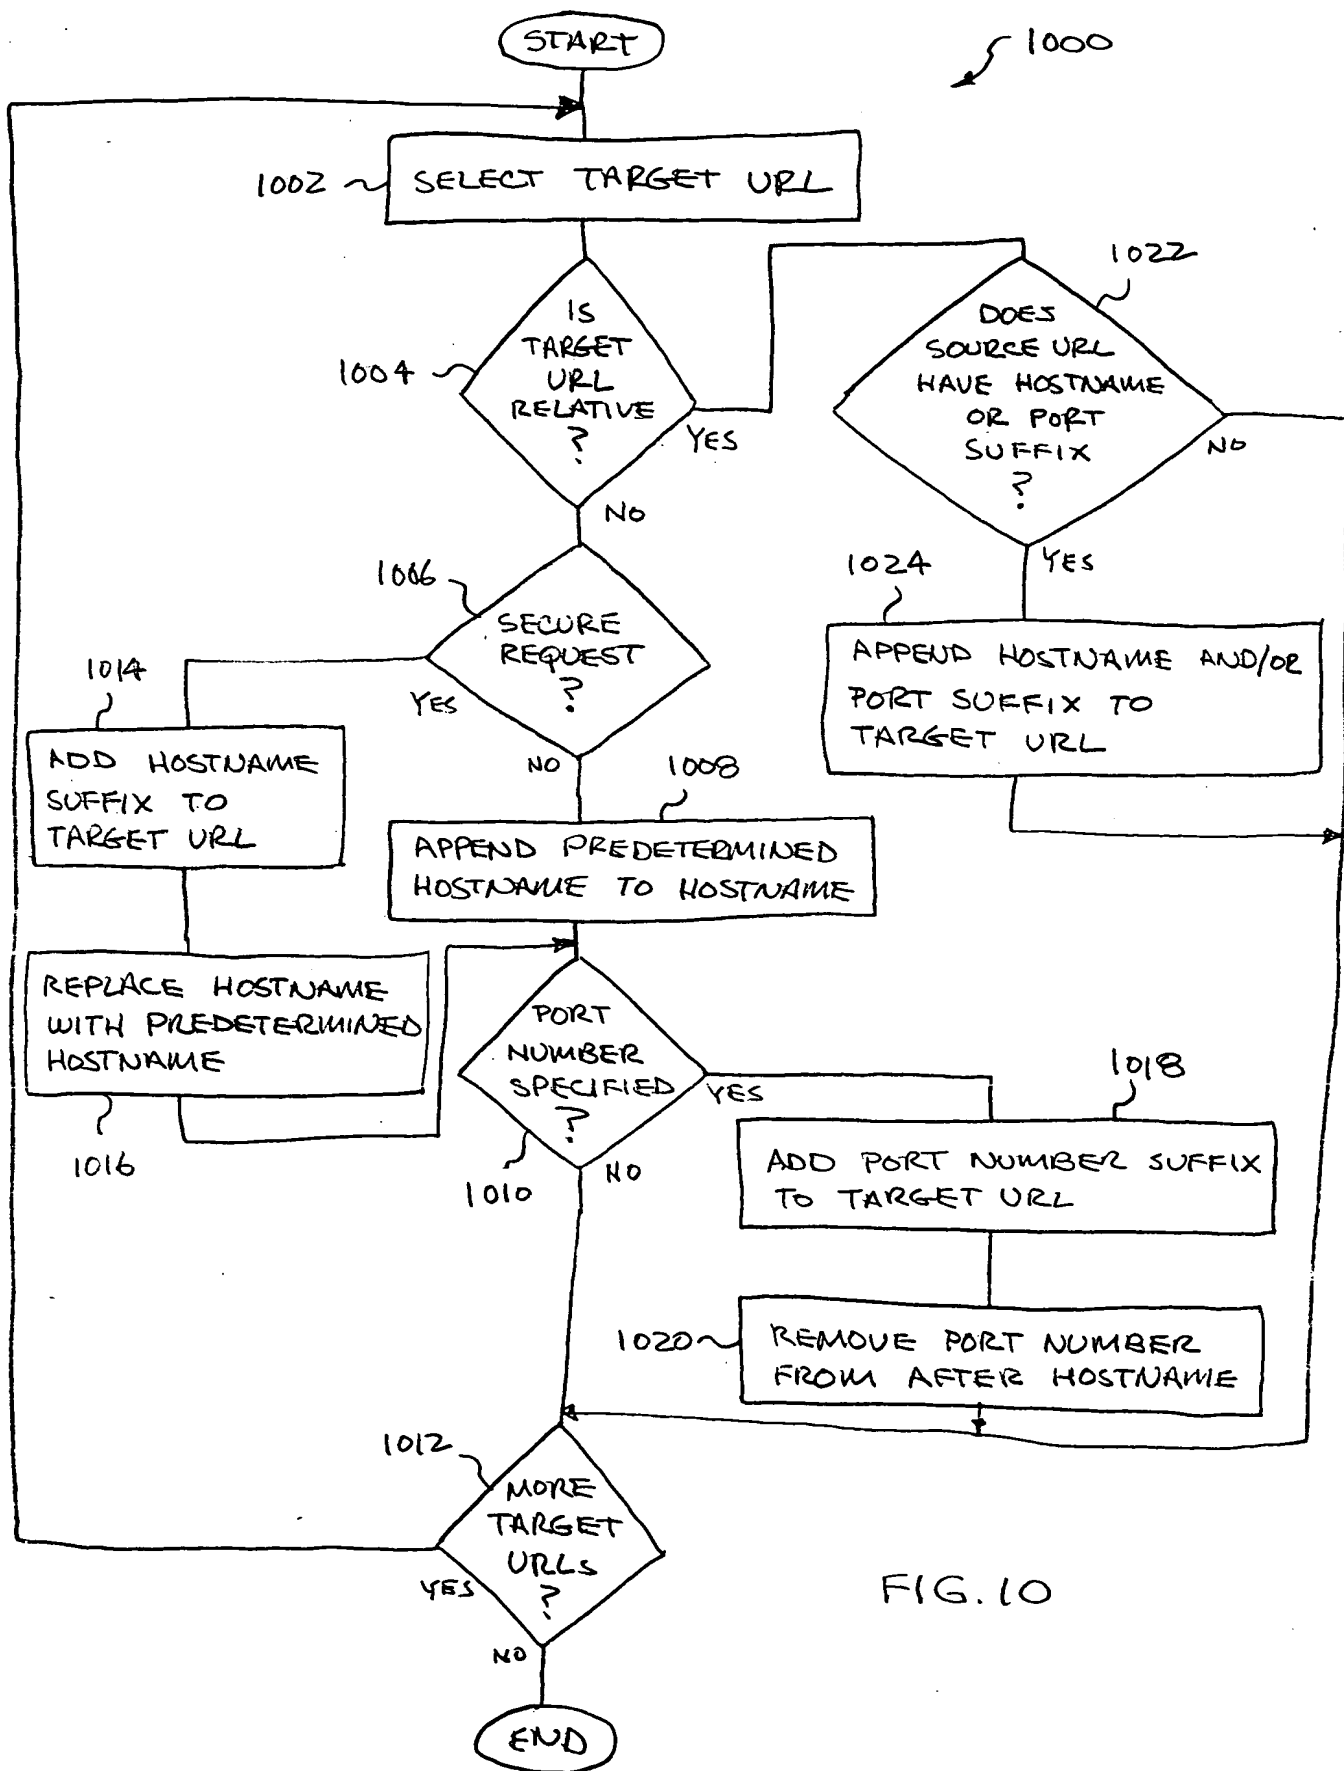 START
1000
1002
SELECT TARGET URL
1004
IS
TARGET
URL
RELATIVE
?
YES
NO
1022
DOES
SOURCE URL
HAVE HOSTNAME
OR PORT
SUFFIX
?
NO
YES
1006
SECURE
REQUEST
?
YES
NO
1024
APPEND HOSTNAME AND/OR
PORT SUFFIX TO
TARGET URL
1014
ADD HOSTNAME
SUFFIX TO
TARGET URL
1008
APPEND PREDETERMINED
HOSTNAME TO HOSTNAME
REPLACE HOSTNAME
WITH PREDETERMINED
HOSTNAME
1016
PORT
NUMBER
SPECIFIED
?
YES
NO
1010
1018
ADD PORT NUMBER SUFFIX
TO TARGET URL
1020
REMOVE PORT NUMBER
FROM AFTER HOSTNAME
1012
MORE
TARGET
URLS
?
YES
NO
FIG. 10
END